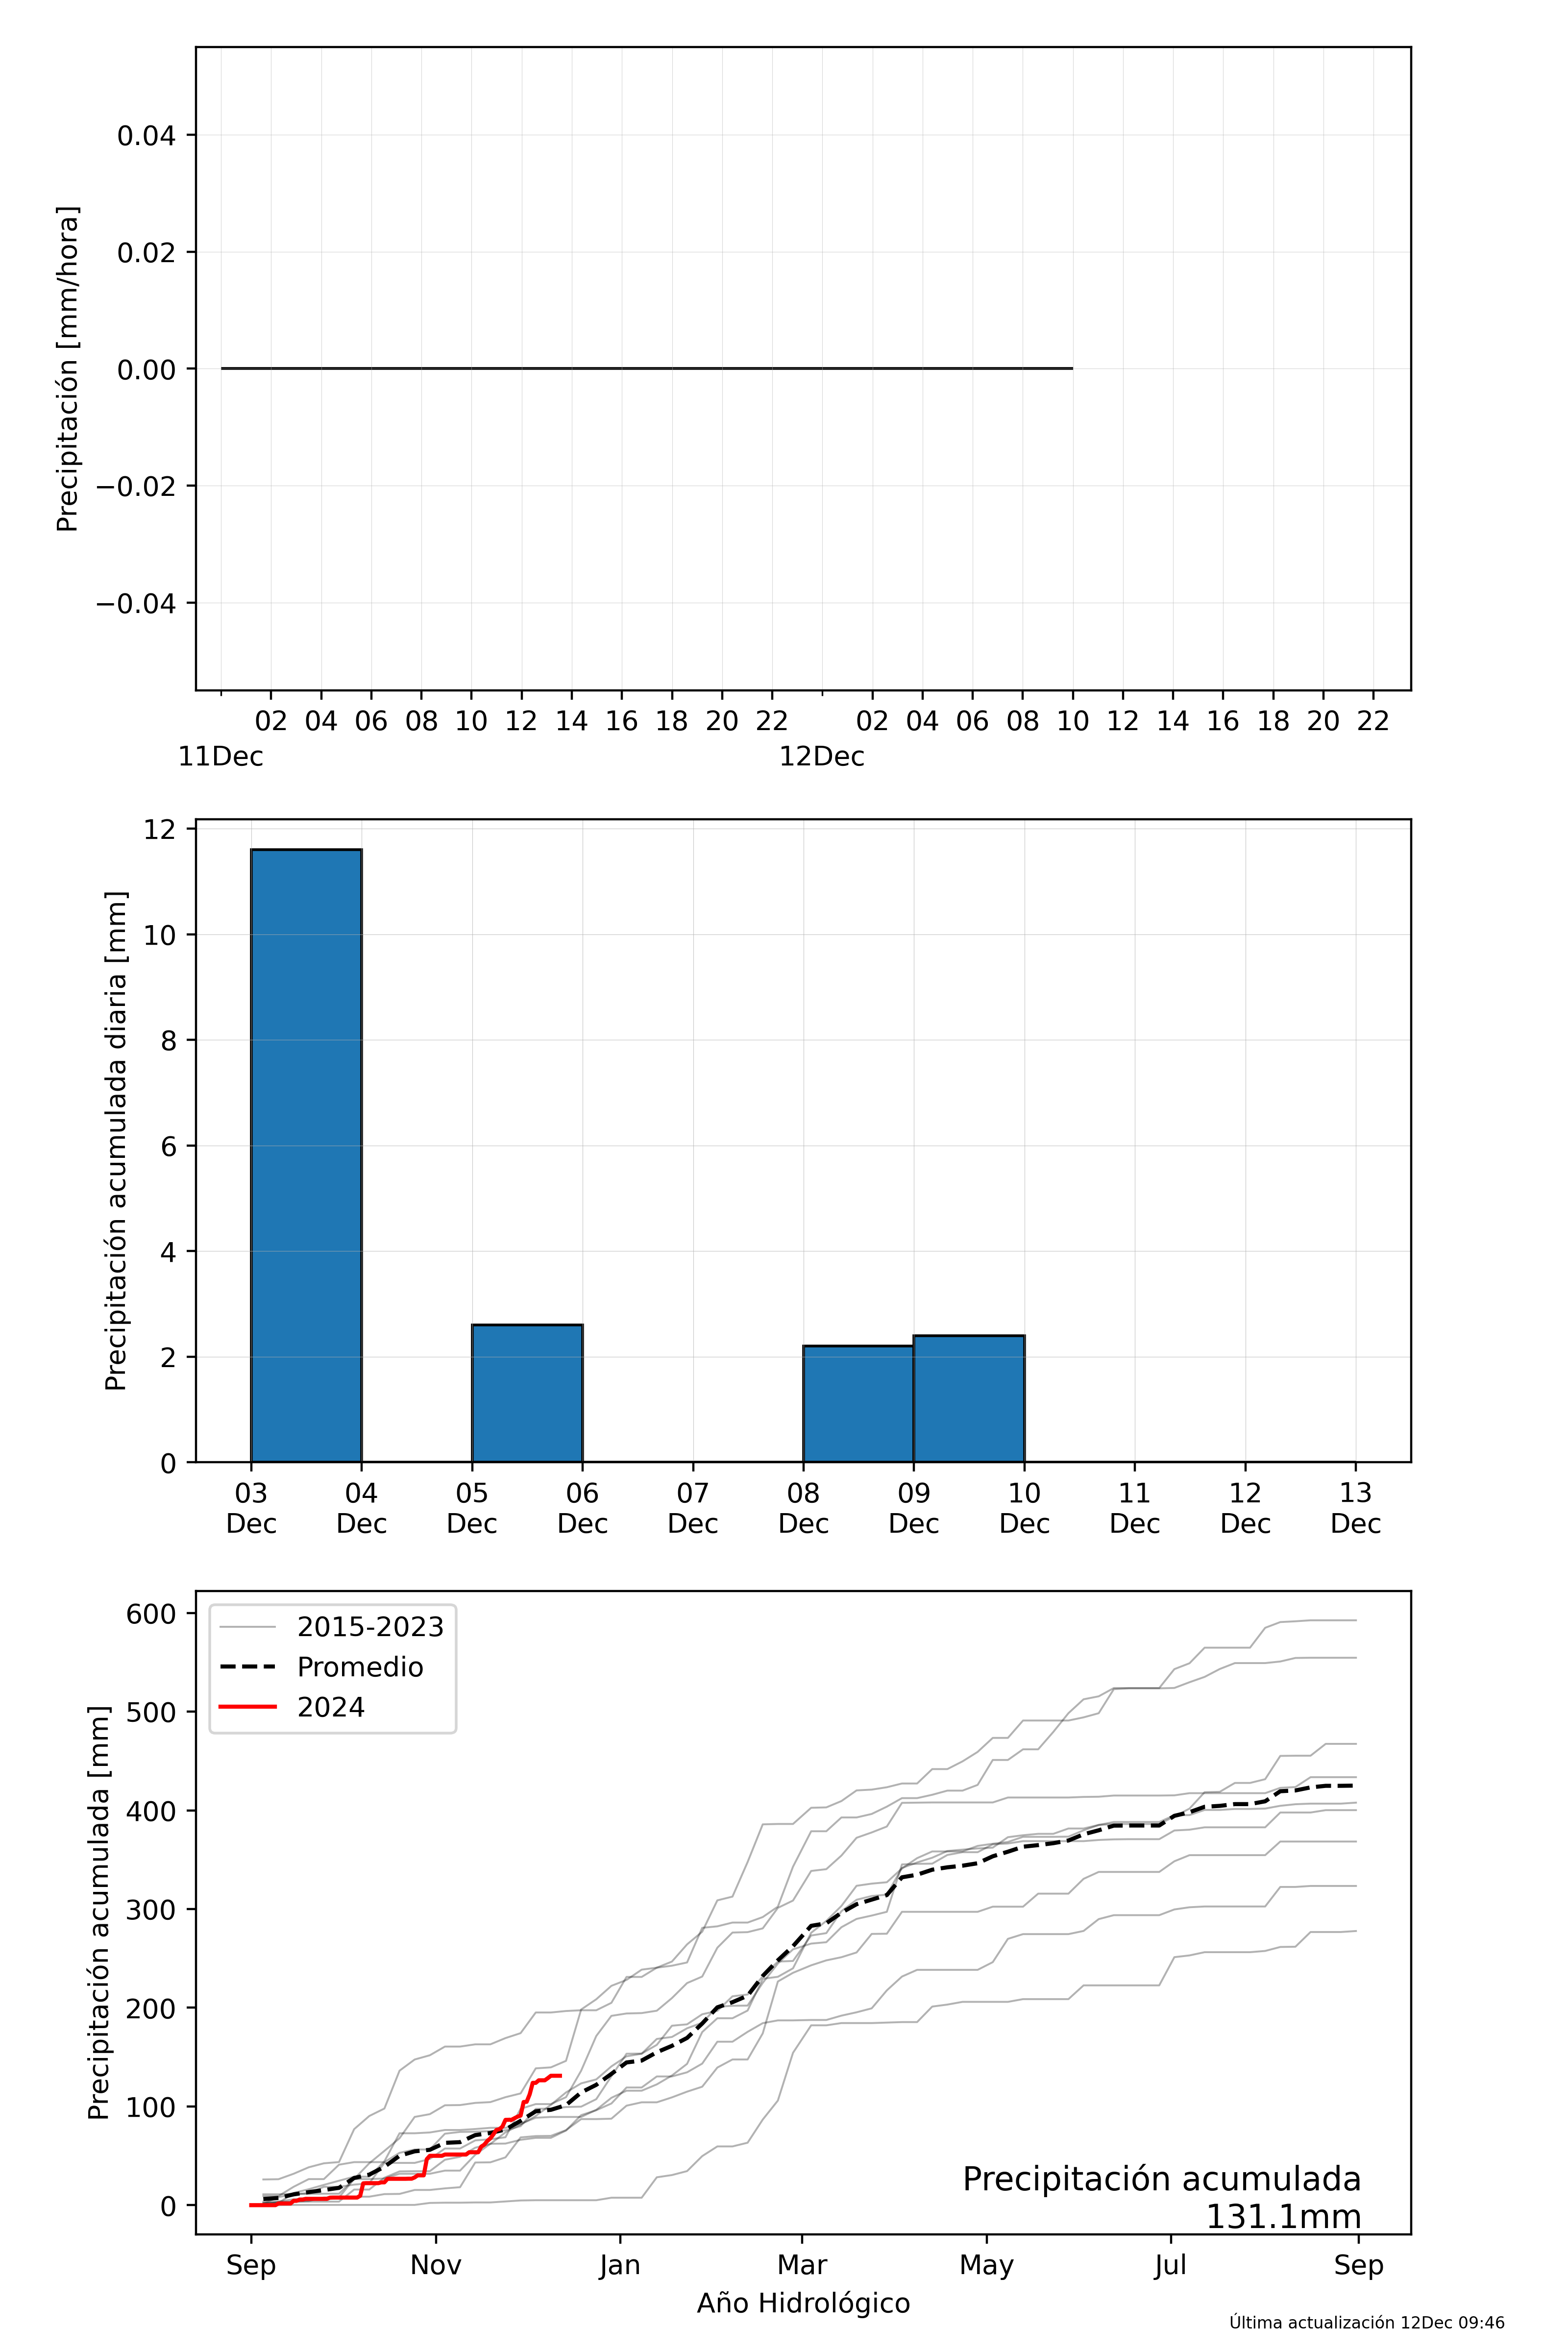 Precipitación [mm/hora]
0.04
0.02
0.00
−0.02
−0.04
02 04 06 08 10 12 14 16 18 20 22 02 04 06 08 10 12 14 16 18 20 22
11Dec 12Dec
Precipitación acumulada diaria [mm]
12
10
8
6
4
2
0
03 04 05 06 07 08 09 10 11 12 13
Dec Dec Dec Dec Dec Dec Dec Dec Dec Dec Dec
Precipitación acumulada [mm]
600
500
400
300
200
100
0
2015-2023
Promedio
2024
Precipitación acumulada
131.1mm
Sep Nov Jan Mar May Jul Sep
Año Hidrológico
Última actualización 12Dec 09:46